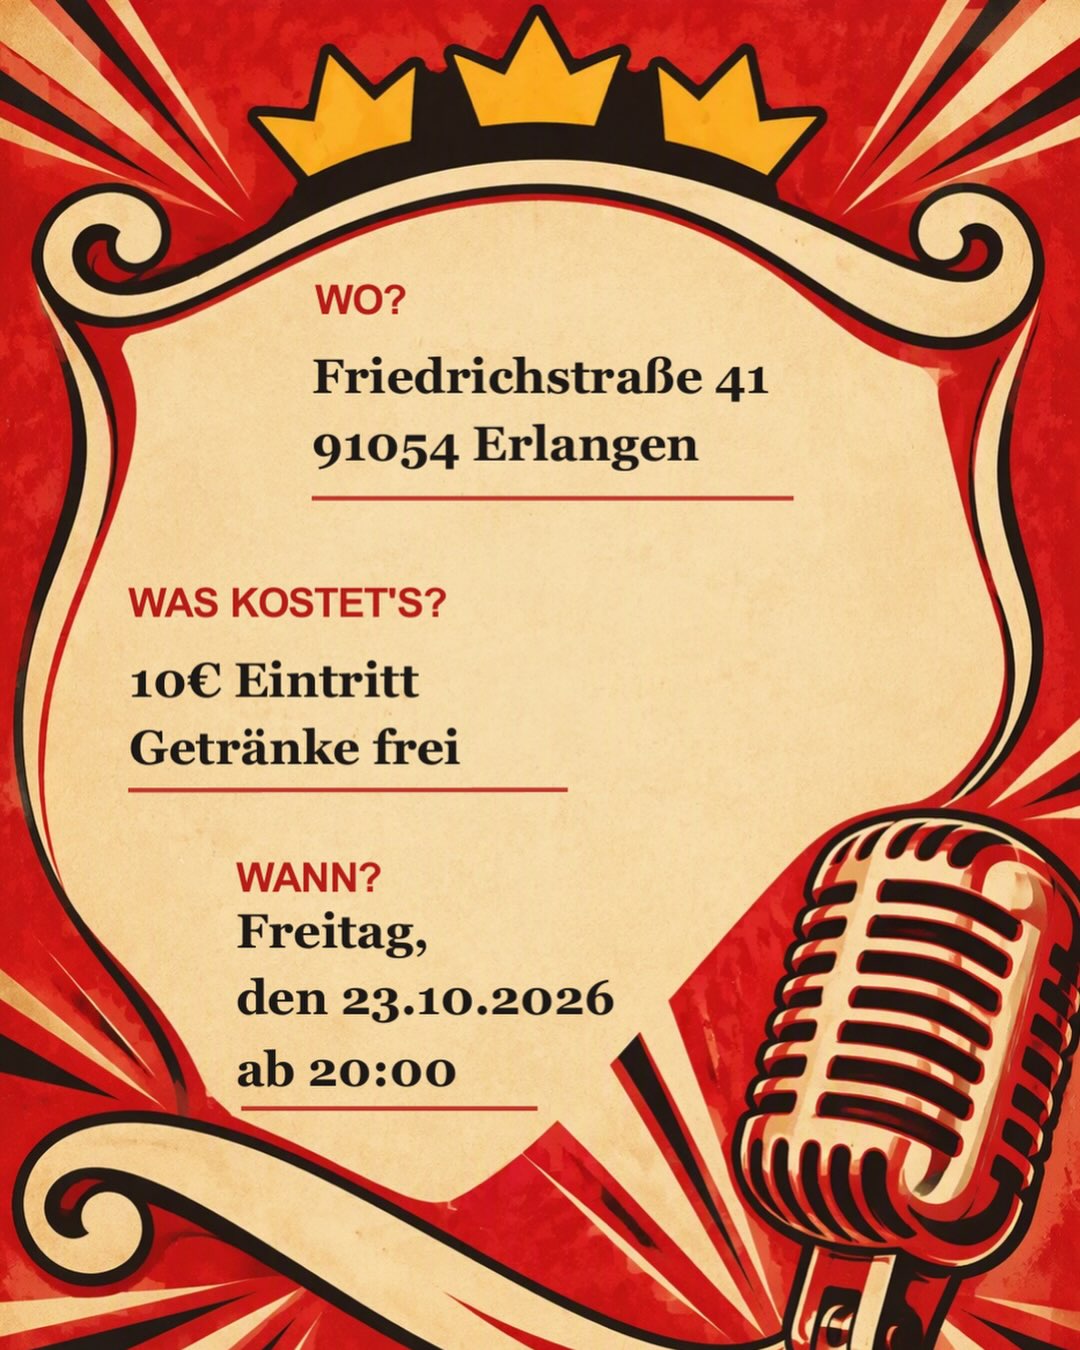 WO?
Friedrichstraße 41
91054 Erlangen
WAS KOSTET'S?
10€ Eintritt
Getränke frei
WANN?
Freitag,
den 23.10.2026
ab 20:00